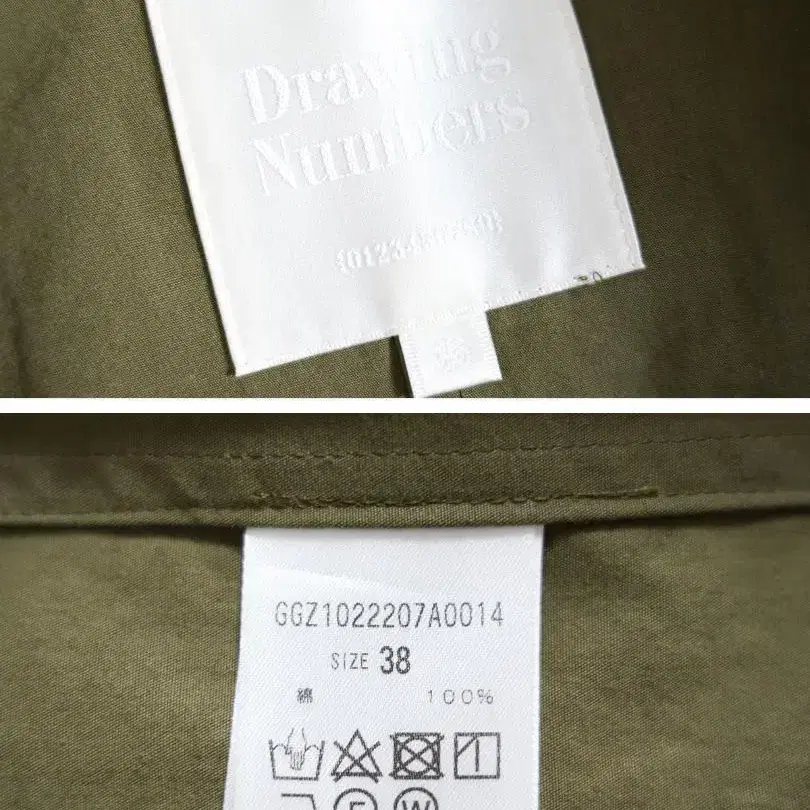 Drawing
Numbers
GGZ1022207A0014
SIZE 38
綿 100%
F W